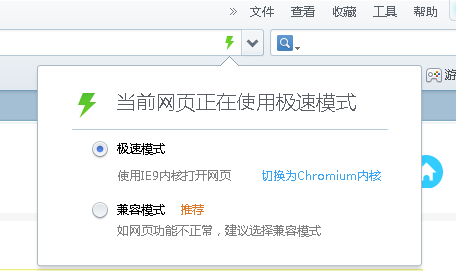 » 文件 查看 收藏 工具 帮助
游
当前网页正在使用极速模式
极速模式
使用IE9内核打开网页 切换为Chromium内核
兼容模式 推荐
如网页功能不正常，建议选择兼容模式